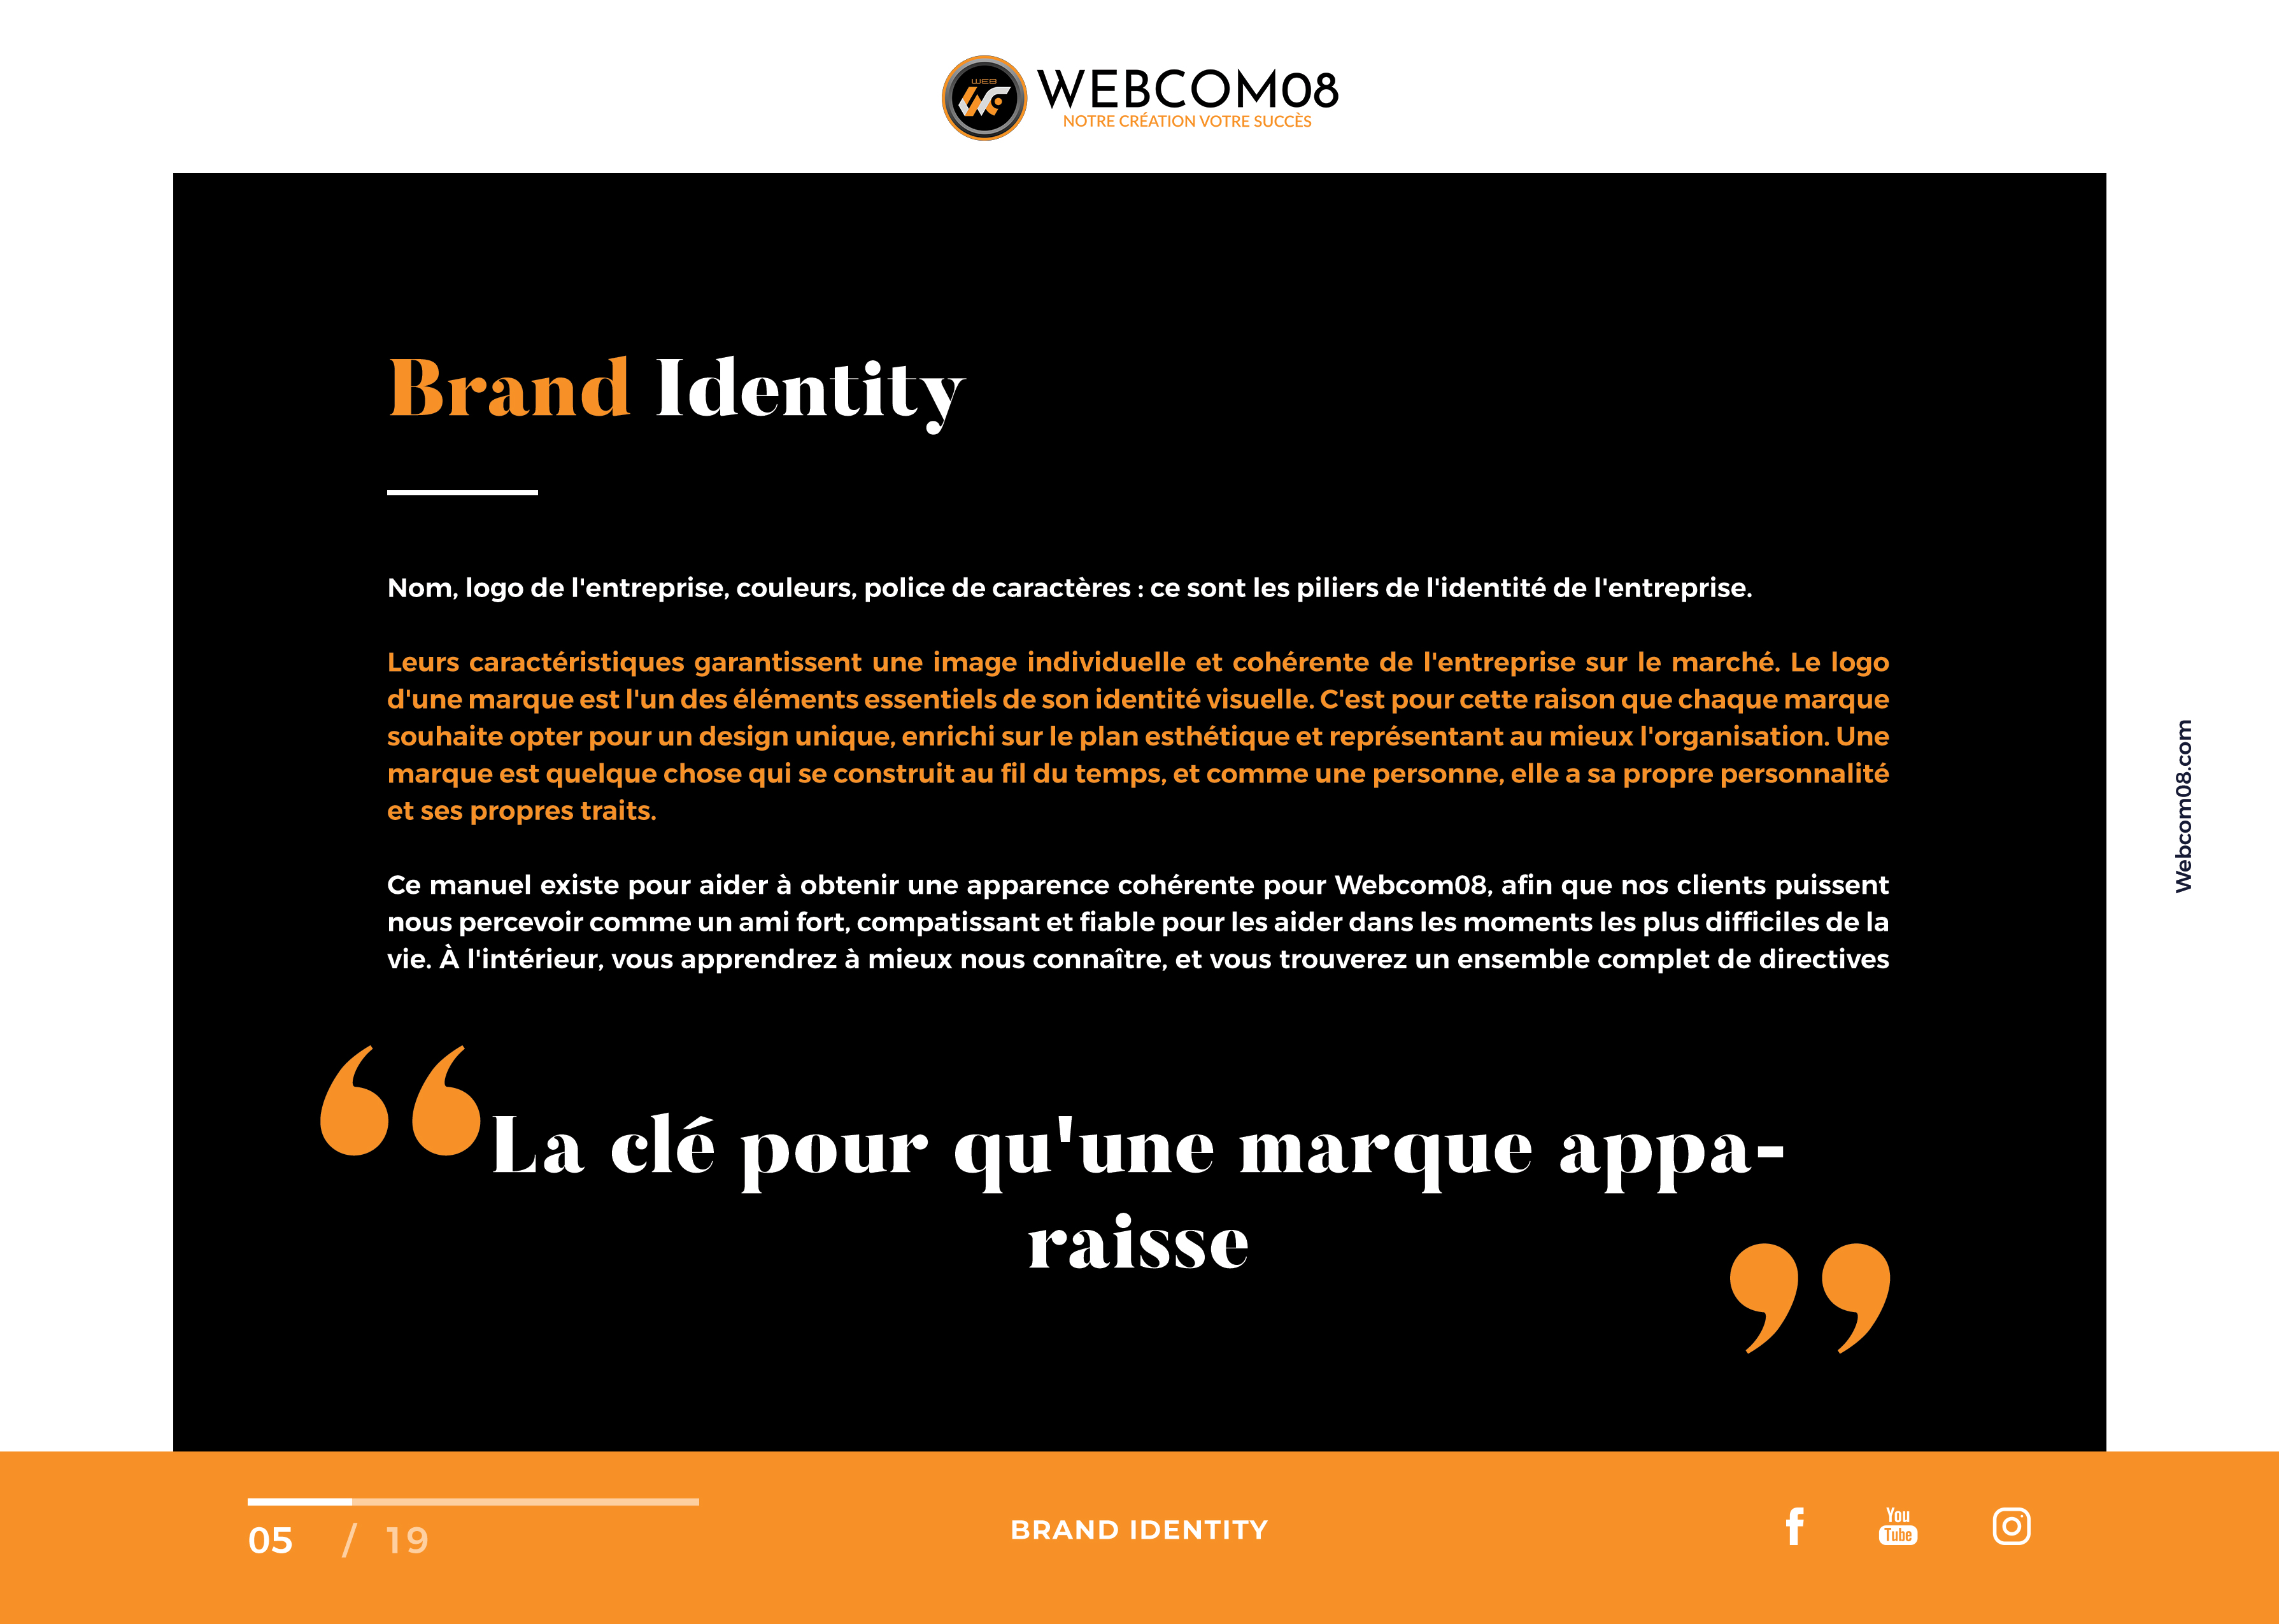 WEB
WEBCOM08
NOTRE CRÉATION VOTRE SUCCÈS
Brand Identity
Nom, logo de l'entreprise, couleurs, police de caractères : ce sont les piliers de l'identité de l'entreprise.
Leurs caractéristiques garantissent une image individuelle et cohérente de l'entreprise sur le marché. Le logo
d'une marque est l'un des éléments essentiels de son identité visuelle. C'est pour cette raison que chaque marque
souhaite opter pour un design unique, enrichi sur le plan esthétique et représentant au mieux l'organisation. Une
marque est quelque chose qui se construit au fil du temps, et comme une personne, elle a sa propre personnalité
et ses propres traits.
Ce manuel existe pour aider à obtenir une apparence cohérente pour Webcom08, afin que nos clients puissent
nous percevoir comme un ami fort, compatissant et fiable pour les aider dans les moments les plus difficiles de la
vie. À l'intérieur, vous apprendrez à mieux nous connaître, et vous trouverez un ensemble complet de directives
“La clé pour qu'une marque appa-
raisse”
Webcom08.com
05 / 19
BRAND IDENTITY
You
Tube